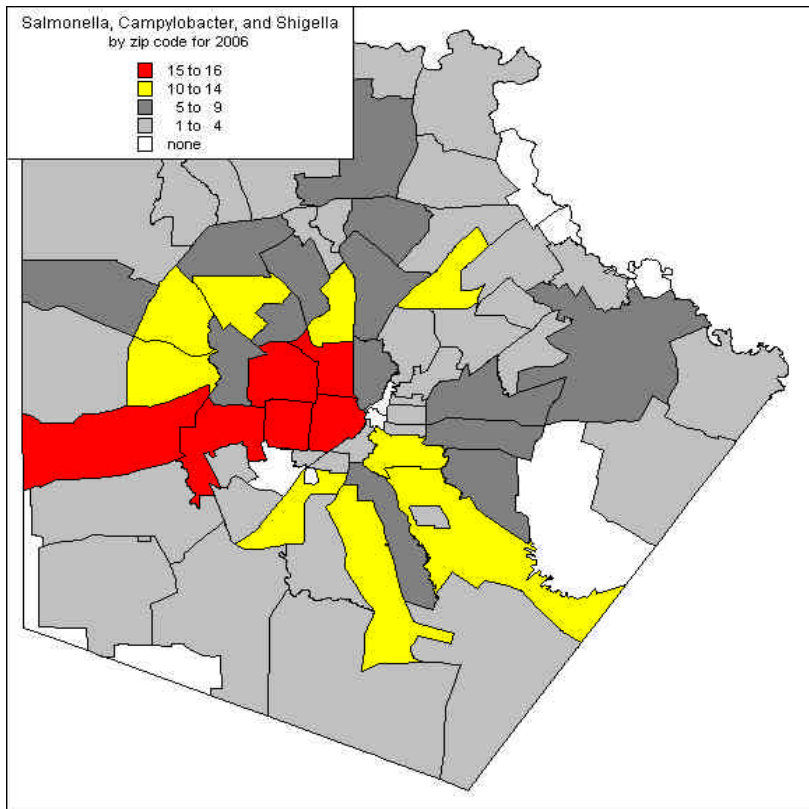 Salmonella, Campylobacter, and Shigella
by zip code for 2006
15 to 16
10 to 14
5 to 9
1 to 4
none